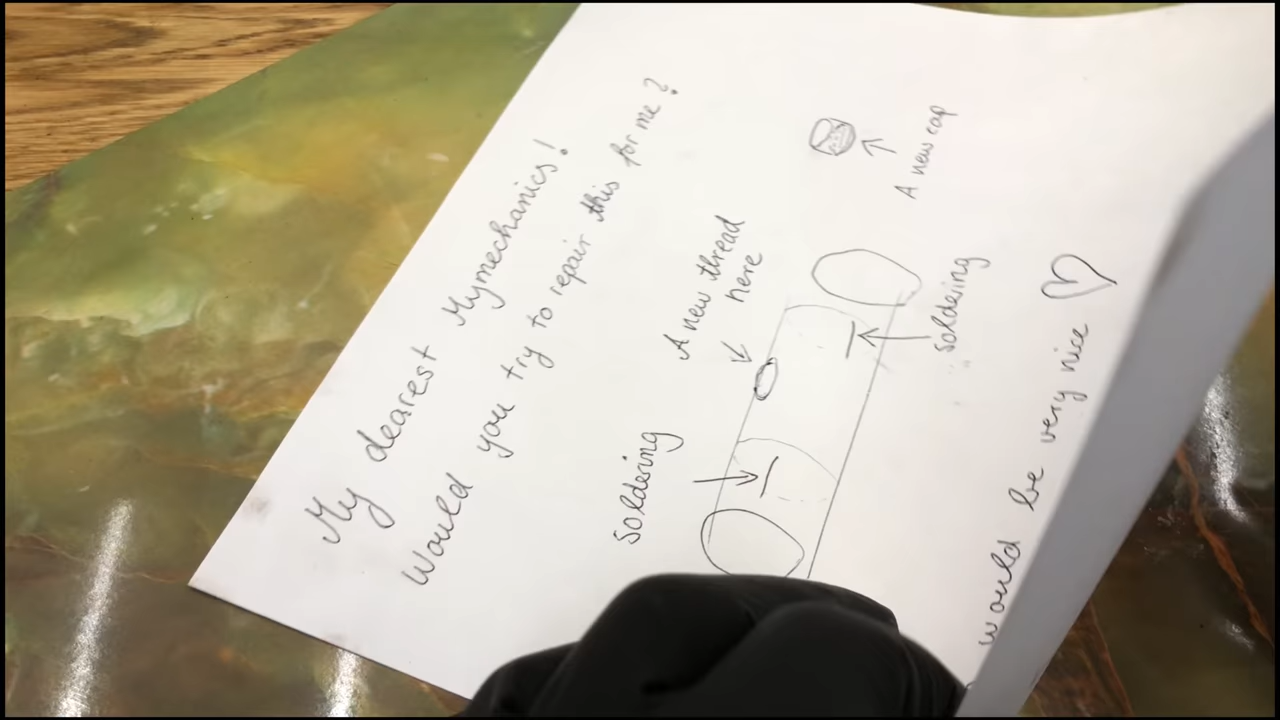 My dearest Mymechanics!
Would you try to repair this for me?
soldering
A new thread
here
A new cap
soldering
would be very nice ♡